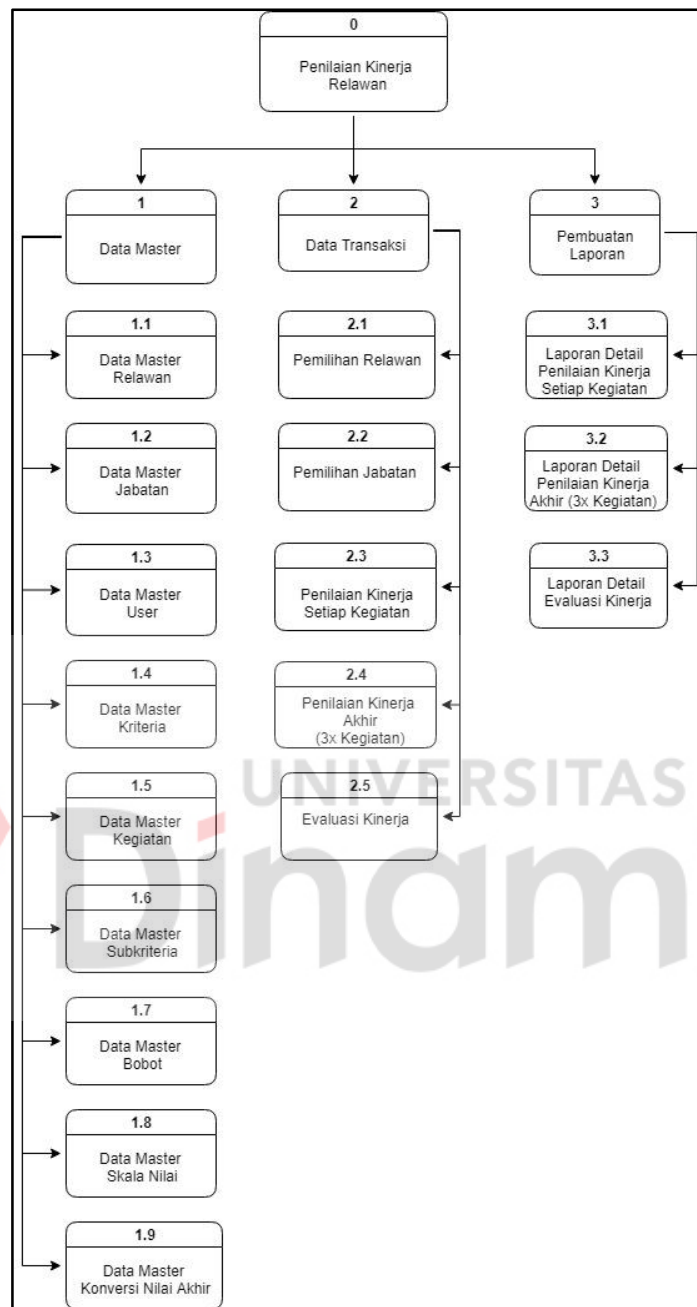 0
Penilaian Kinerja
Relawan
1
Data Master
2
Data Transaksi
3
Pembuatan
Laporan
1.1
Data Master
Relawan
2.1
Pemilihan Relawan
3.1
Laporan Detail
Penilaian Kinerja
Setiap Kegiatan
1.2
Data Master
Jabatan
2.2
Pemilihan Jabatan
3.2
Laporan Detail
Penilaian Kinerja
Akhir (3x Kegiatan)
1.3
Data Master
User
2.3
Penilaian Kinerja
Setiap Kegiatan
3.3
Laporan Detail
Evaluasi Kinerja
1.4
Data Master
Kriteria
2.4
Penilaian Kinerja
Akhir
(3x Kegiatan)
1.5
Data Master
Kegiatan
2.5
Evaluasi Kinerja
UNIVERSITAS
Dinam
1.6
Data Master
Subkriteria
1.7
Data Master
Bobot
1.8
Data Master
Skala Nilai
1.9
Data Master
Konversi Nilai Akhir